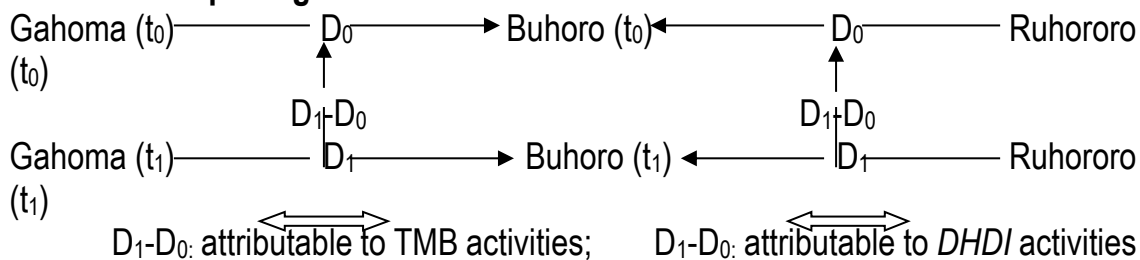 Gahoma (t₀) D₀ Buhoro (t₀) D₀ Ruhororo
(t₀)
D₁-D₀ D₁-D₀
Gahoma (t₁) D₁ Buhoro (t₁) D₁ Ruhororo
(t₁)
D₁-D₀: attributable to TMB activities; D₁-D₀: attributable to DHDI activities